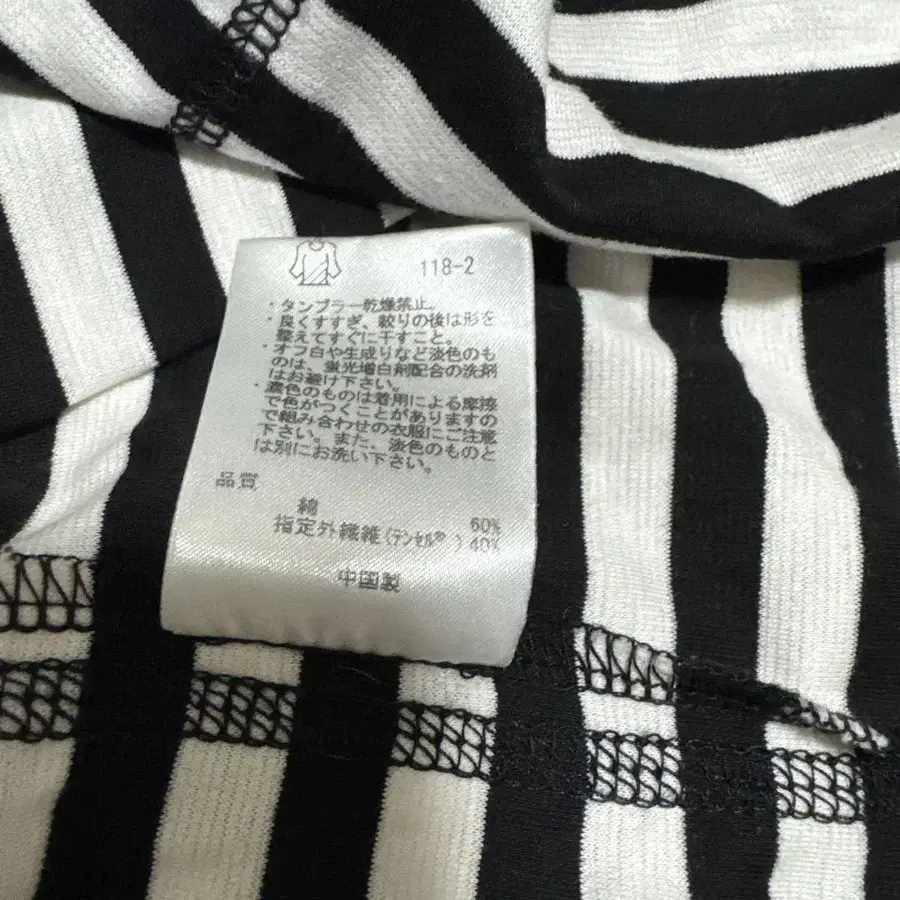 118-2
・タンブラー乾燥禁止。
・良くすすぎ、絞りの後は形を
整えてすぐに干すこと。
・オフ白や生成りなど淡色のも
のは、蛍光増白剤配合の洗剤
はお避け下さい。
・濃色のものは着用による摩擦
で色がつくことがありますの
で組み合わせの衣服にご注意
下さい。また、淡色のものと
は別にお洗い下さい。
品質
綿 60%
指定外繊維(テンセル® ) 40%
中国製